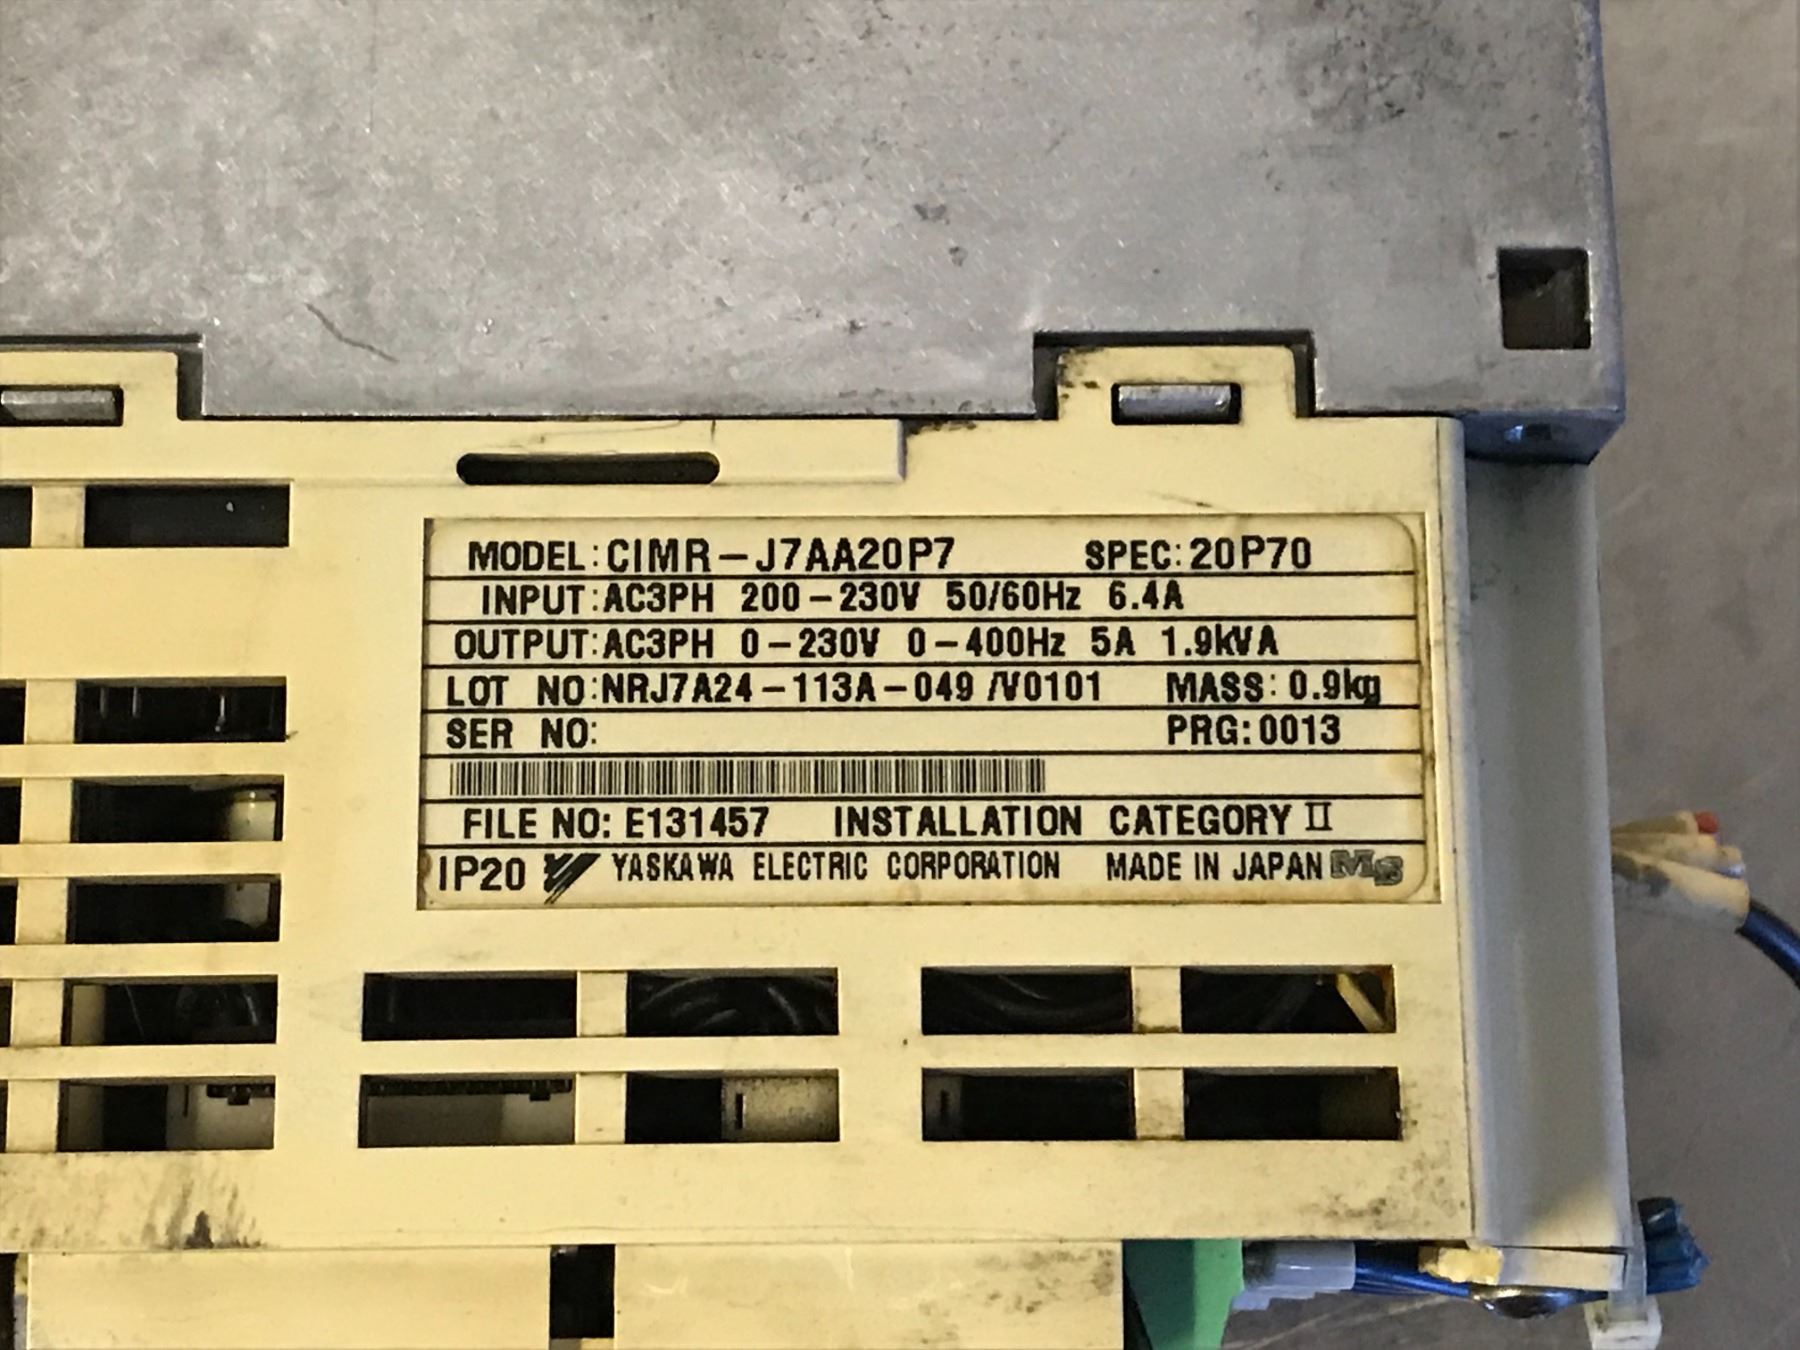 MODEL:CIMR-J7AA20P7 SPEC:20P70
INPUT:AC3PH 200-230V 50/60Hz 6.4A
OUTPUT:AC3PH 0-230V 0-400Hz 5A 1.9kVA
LOT NO:NRJ7A24-113A-049 /V0101 MASS: 0.9kg
SER NO: PRG:0013
FILE NO: E131457 INSTALLATION CATEGORY II
IP20 YASKAWA ELECTRIC CORPORATION MADE IN JAPAN MS